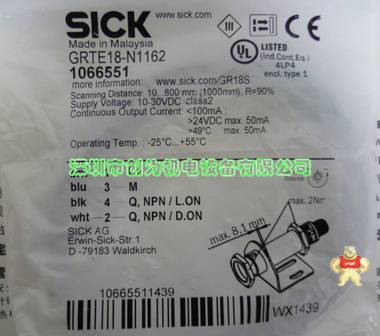 SICK
Made in Malaysia
GRTE18-N1162
1066551
more information: www.sick.com/GR18S
Scanning Distance: 10...800 mm (1000mm), R=90%
Supply Voltage: 10-30VDC class2
Continuous Output Current: <100mA,
>24VDC max. 50mA
>49°C max. 50mA
Operating Temp.: -25°C...+55°C
UL LISTED
(Ind.Cont.Eq.)
4LP4
encl. type 1
深圳市创为机电设备有限公司
blu 3 M
blk 4 Q, NPN / L.ON
wht 2 Q, NPN / D.ON
SICK AG
Erwin-Sick-Str.1
D -79183 Waldkirch
max. 8,1 mm
max. 2Nm
10665511439
WX1439